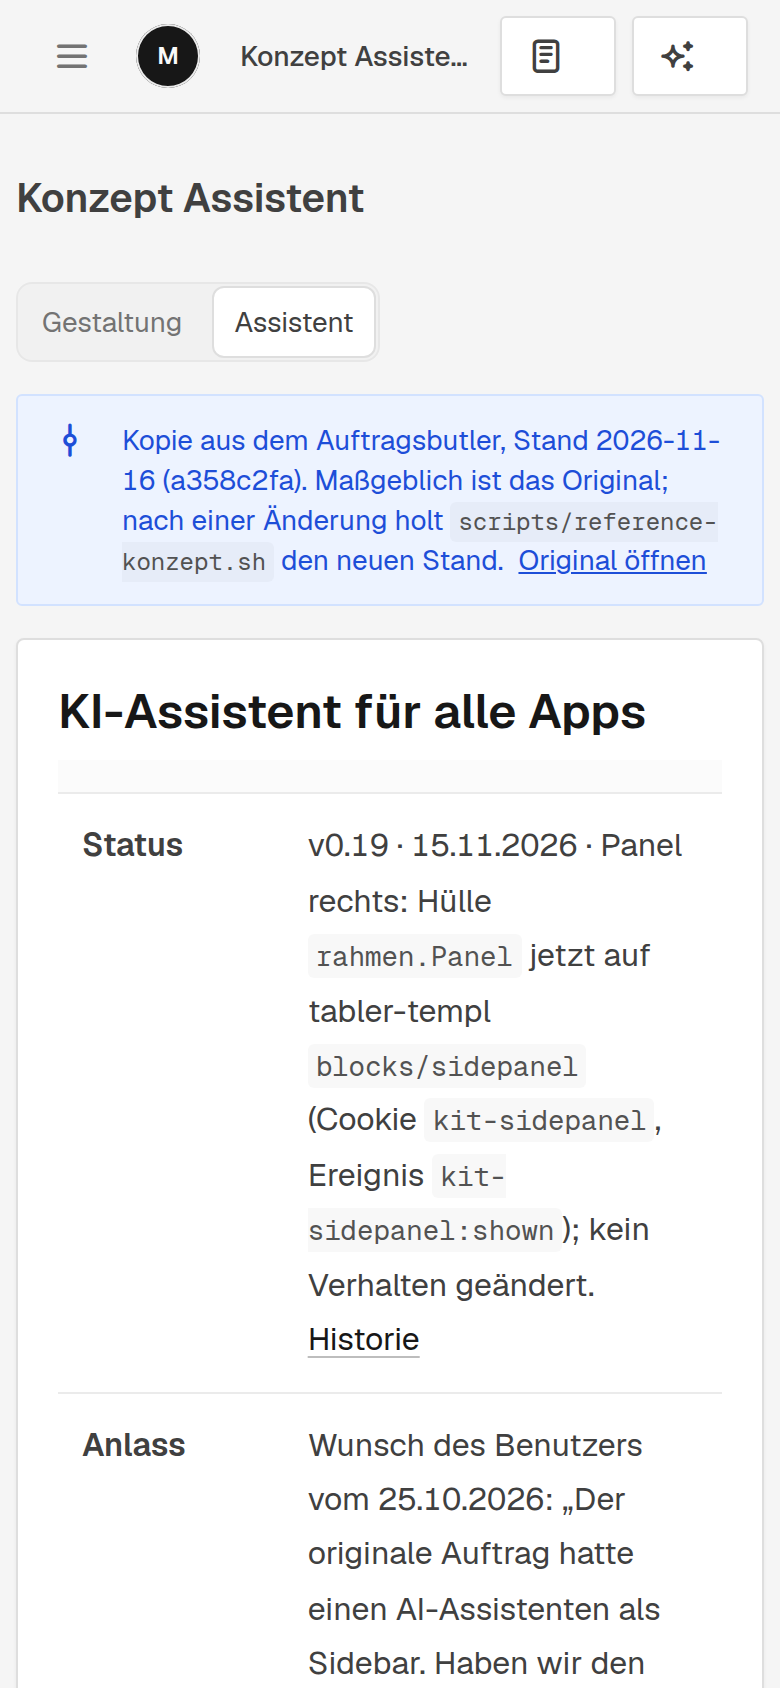 M
Konzept Assiste...
Konzept Assistent
Gestaltung
Assistent
Kopie aus dem Auftragsbutler, Stand 2026-11-
16 (a358c2fa). Maßgeblich ist das Original;
nach einer Änderung holt scripts/reference-
konzept.sh den neuen Stand. Original öffnen
KI-Assistent für alle Apps
Status
v0.19 · 15.11.2026 · Panel
rechts: Hülle
rahmen.Panel jetzt auf
tabler-templ
blocks/sidepanel
(Cookie kit-sidepanel,
Ereignis kit-
sidepanel:shown); kein
Verhalten geändert.
Historie
Anlass
Wunsch des Benutzers
vom 25.10.2026: „Der
originale Auftrag hatte
einen AI-Assistenten als
Sidebar. Haben wir den